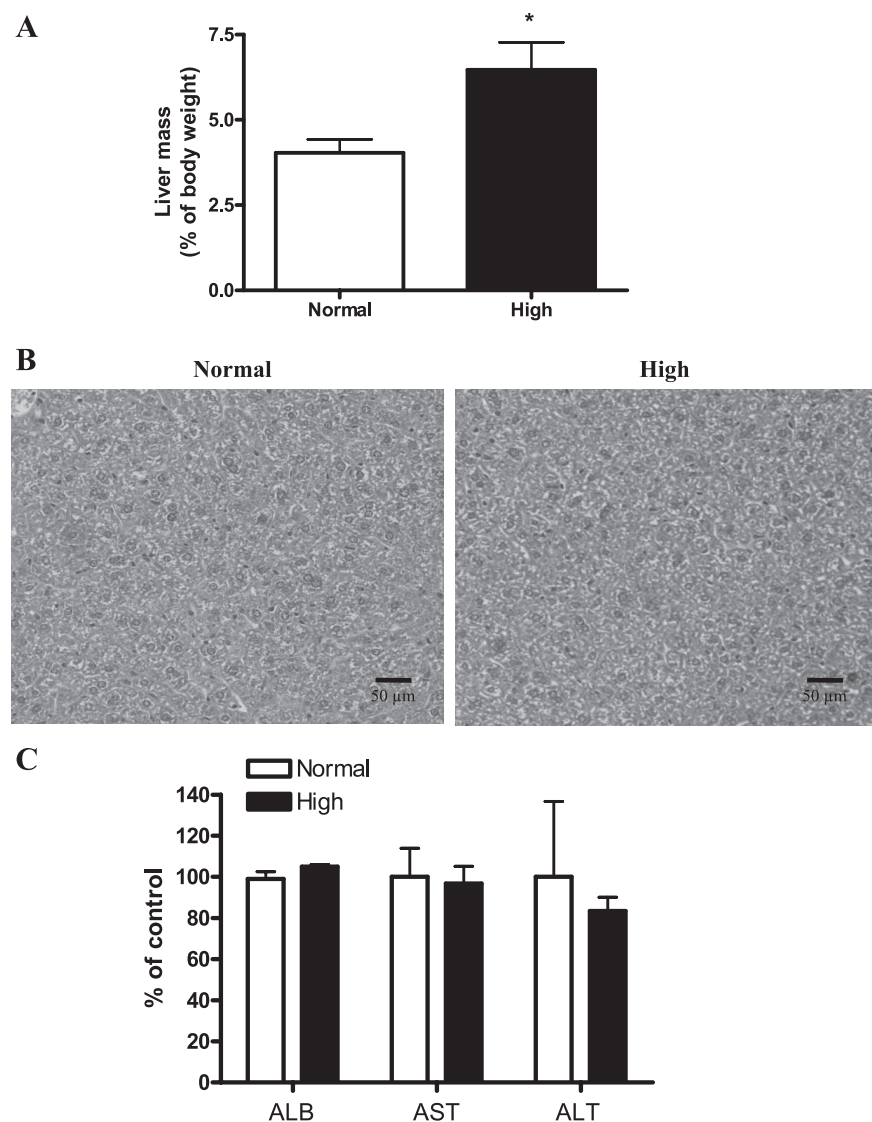 A
*
7.5
5.0
2.5
0.0
Liver mass
(% of body weight)
Normal
High
B
Normal
High
50 µm
50 µm
C
Normal
High
140
120
100
80
60
40
20
0
% of control
ALB
AST
ALT